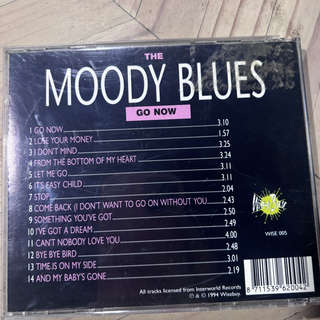 THE
MOODY BLUES
GO NOW
1 GO NOW 3.10
2 LOSE YOUR MONEY 1.57
3 I DON'T MIND 3.25
4 FROM THE BOTTOM OF MY HEART 3.24
5 LET ME GO 3.11
6 IT'S EASY CHILD 3.11
7 STOP 2.04
8 COME BACK (I DON'T WANT TO GO ON WITHOUT YOU) 2.43
9 SOMETHING YOU'VE GOT 2.50
10 I'VE GOT A DREAM 2.49
11 CAN'T NOBODY LOVE YOU 4.00
12 BYE BYE BIRD 2.48
13 TIME IS ON MY SIDE 3.01
14 AND MY BABY'S GONE 2.19
WISE 005
All tracks licensed from Interworld Records
℗ & © 1994 Wisebuy.
8 711539 620042